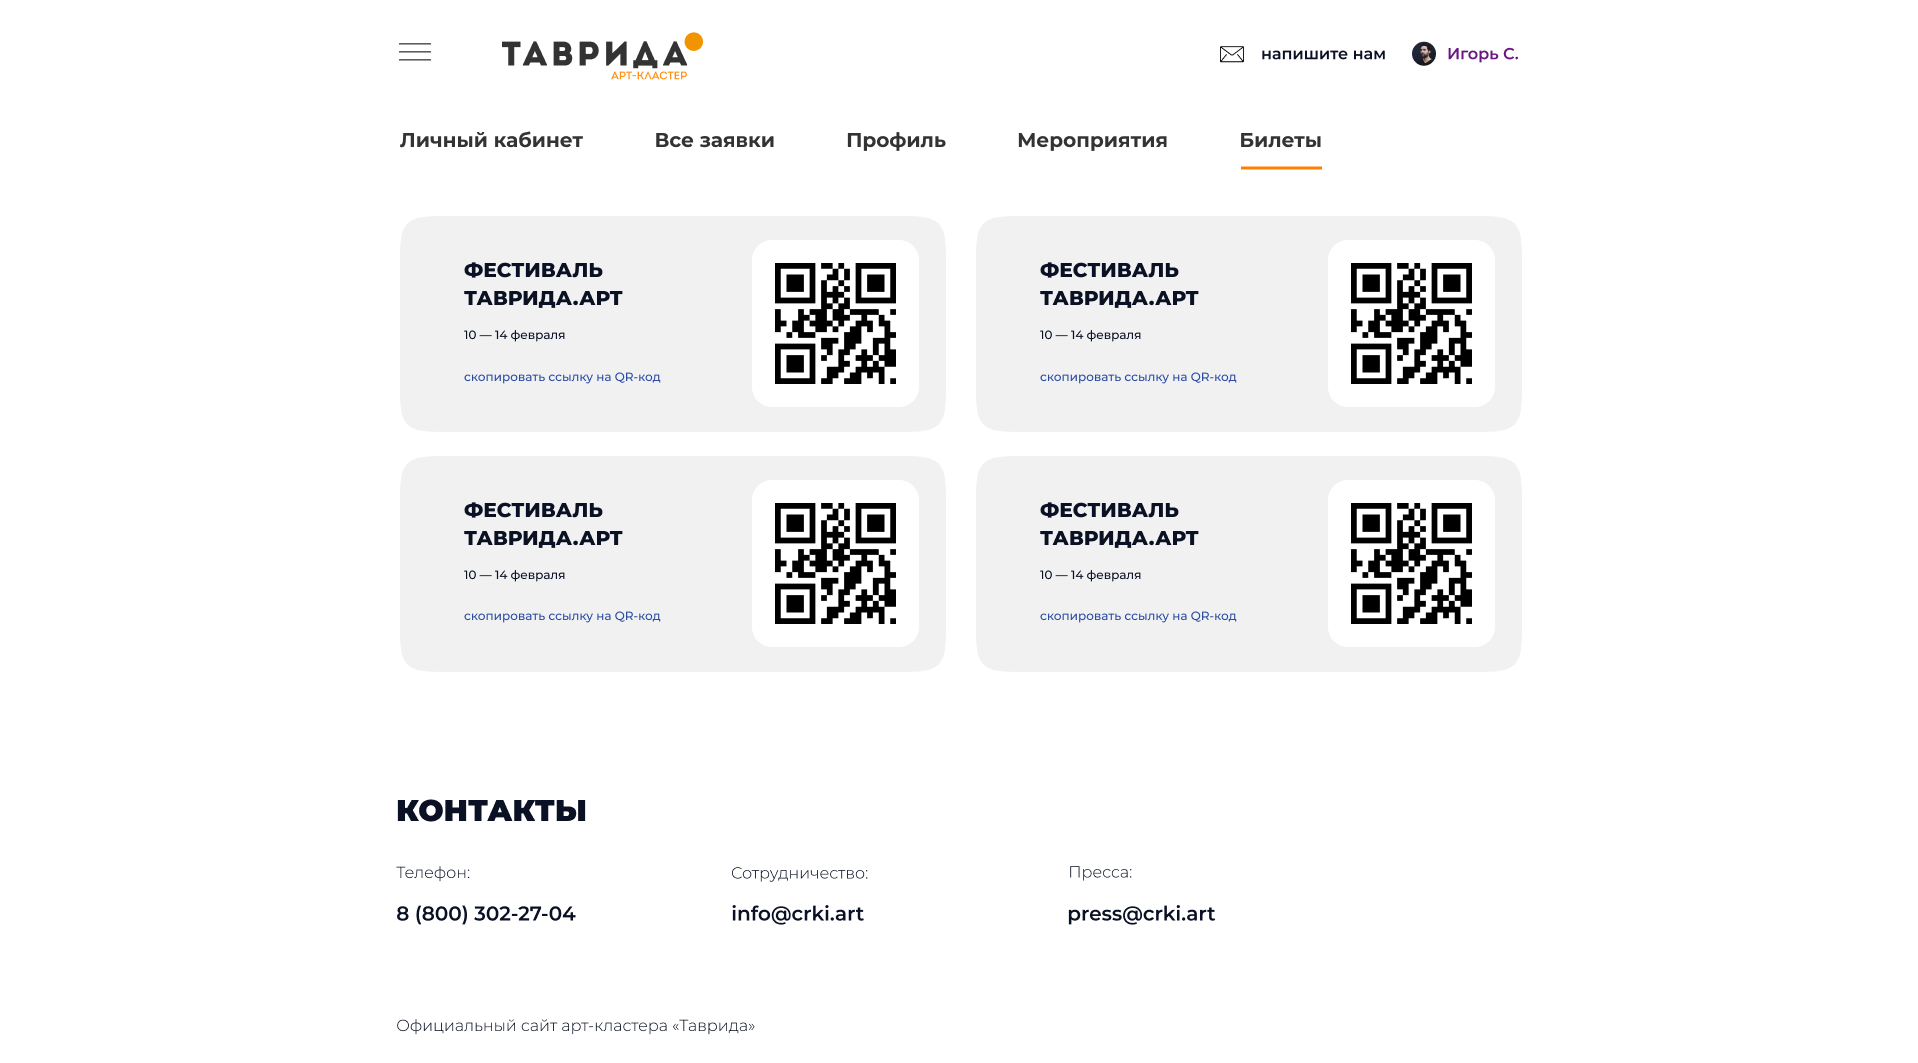 ТАВРИДА
АРТ-КЛАСТЕР
напишите нам
Игорь С.
Личный кабинет
Все заявки
Профиль
Мероприятия
Билеты
ФЕСТИВАЛЬ
ТАВРИДА.АРТ
10 — 14 февраля
скопировать ссылку на QR-код
ФЕСТИВАЛЬ
ТАВРИДА.АРТ
10 — 14 февраля
скопировать ссылку на QR-код
ФЕСТИВАЛЬ
ТАВРИДА.АРТ
10 — 14 февраля
скопировать ссылку на QR-код
ФЕСТИВАЛЬ
ТАВРИДА.АРТ
10 — 14 февраля
скопировать ссылку на QR-код
КОНТАКТЫ
Телефон:
8 (800) 302-27-04
Сотрудничество:
info@crki.art
Пресса:
press@crki.art
Официальный сайт арт-кластера «Таврида»